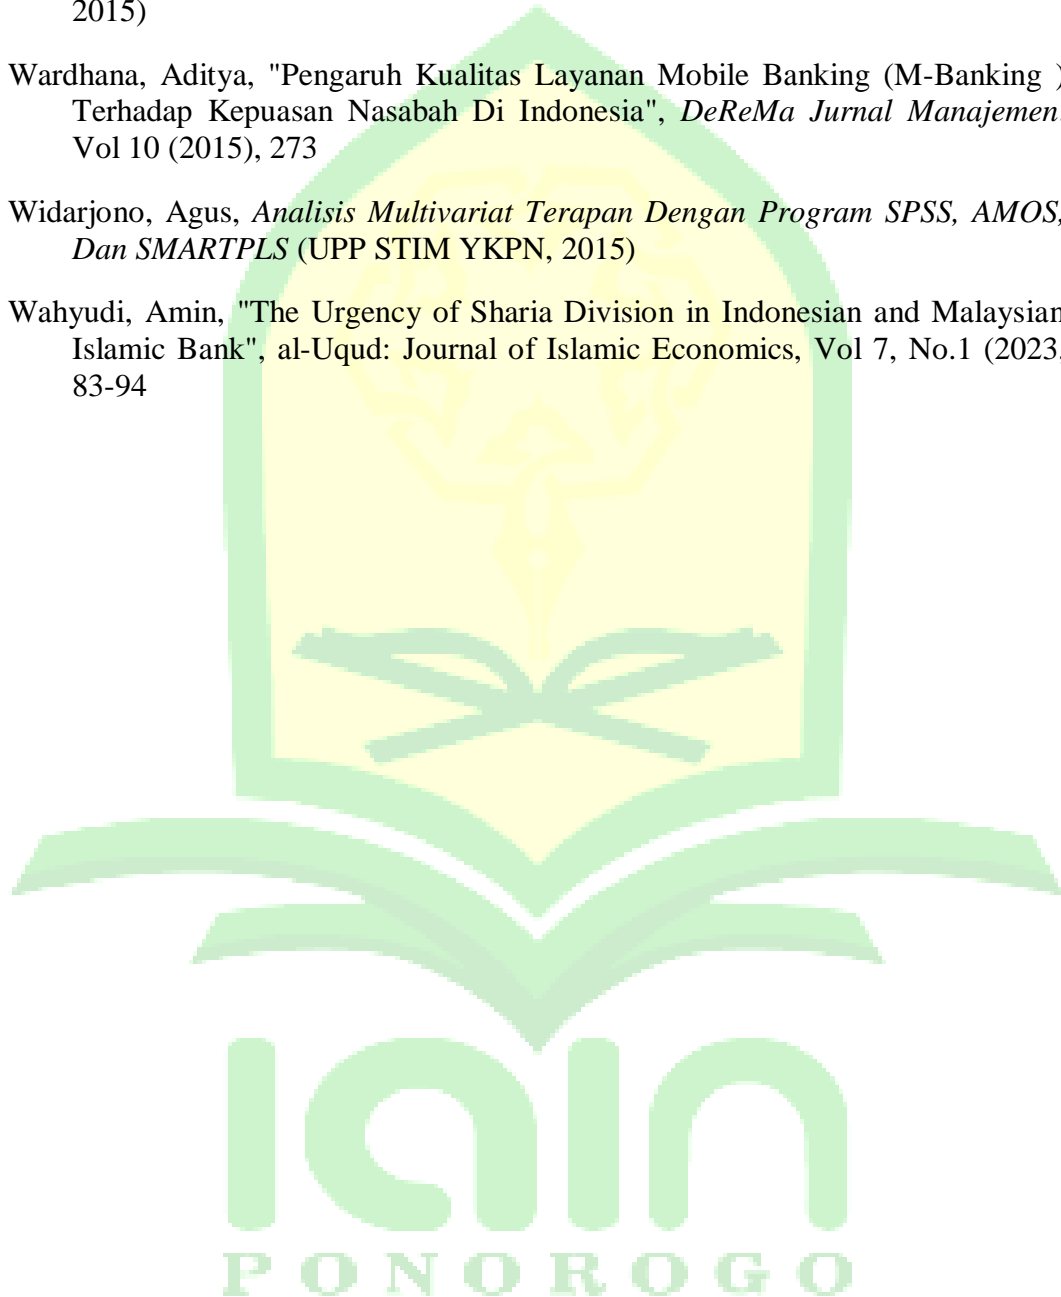 2015)
Wardhana, Aditya, "Pengaruh Kualitas Layanan Mobile Banking (M-Banking )
Terhadap Kepuasan Nasabah Di Indonesia", DeReMa Jurnal Manajemen
Vol 10 (2015), 273
Widarjono, Agus, Analisis Multivariat Terapan Dengan Program SPSS, AMOS,
Dan SMARTPLS (UPP STIM YKPN, 2015)
Wahyudi, Amin, "The Urgency of Sharia Division in Indonesian and Malaysian
Islamic Bank", al-Uqud: Journal of Islamic Economics, Vol 7, No.1 (2023,
83-94
iain
PONOROGO